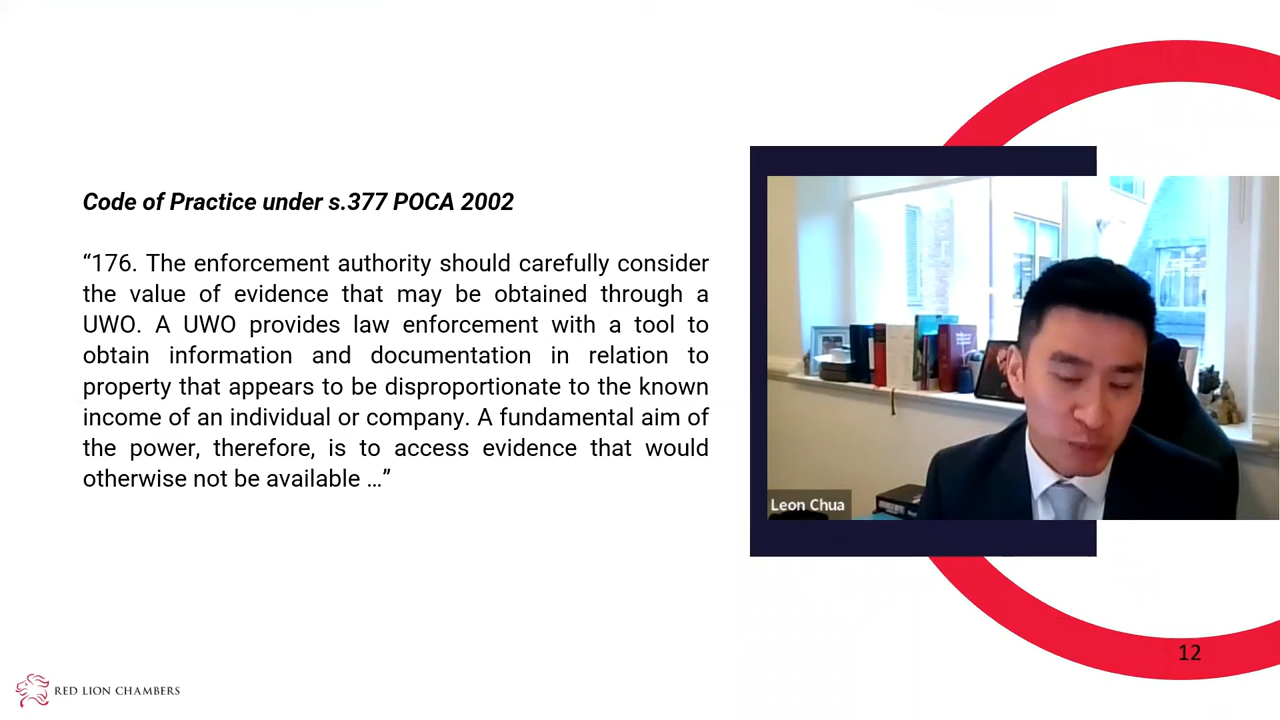 Code of Practice under s.377 POCA 2002
“176. The enforcement authority should carefully consider
the value of evidence that may be obtained through a
UWO. A UWO provides law enforcement with a tool to
obtain information and documentation in relation to
property that appears to be disproportionate to the known
income of an individual or company. A fundamental aim of
the power, therefore, is to access evidence that would
otherwise not be available ...”
Leon Chua
12
RED LION CHAMBERS